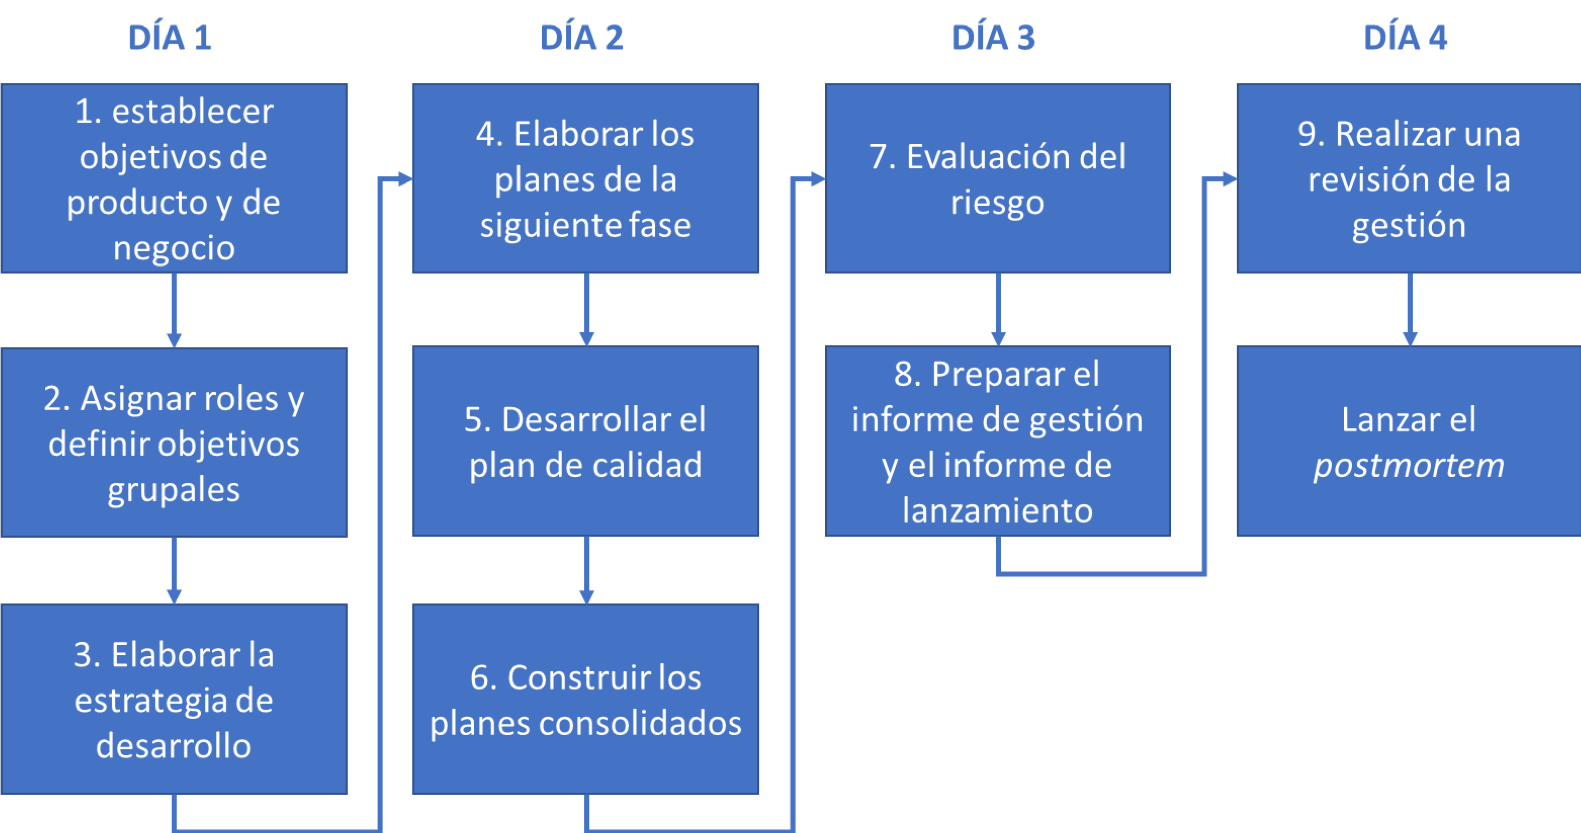 DÍA 1
1. establecer
objetivos de
producto y de
negocio
2. Asignar roles y
definir objetivos
grupales
3. Elaborar la
estrategia de
desarrollo
DÍA 2
4. Elaborar los
planes de la
siguiente fase
5. Desarrollar el
plan de calidad
6. Construir los
planes consolidados
DÍA 3
7. Evaluación del
riesgo
8. Preparar el
informe de gestión
y el informe de
lanzamiento
DÍA 4
9. Realizar una
revisión de la
gestión
Lanzar el
postmortem